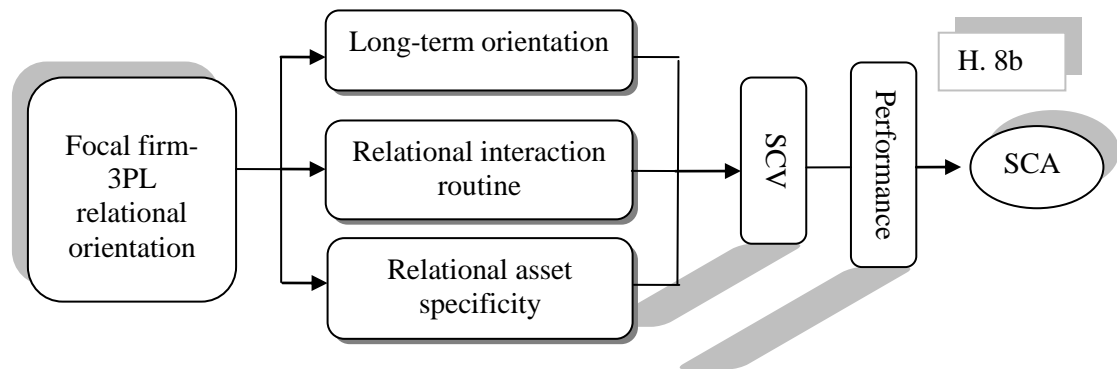 Focal firm-
3PL
relational
orientation
Long-term orientation
Relational interaction
routine
Relational asset
specificity
SCV
Performance
H. 8b
SCA